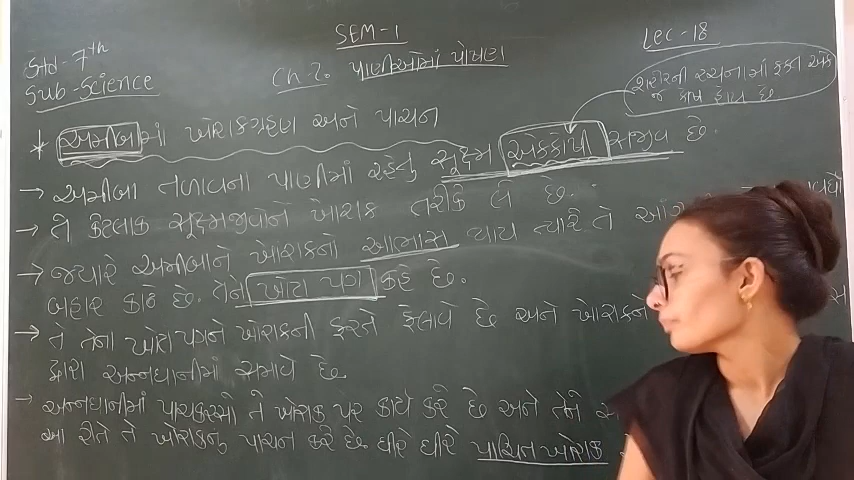 SEM-1
Lec-18
Std-7th
Sub-Science
Ch 2. પ્રાણીઓમાં પોષણ
શરીરની રચનામાં ફક્ત એક
જ કોષ હોય છે
* અમીબામાં ખોરાકગ્રહણ અને પાચન
→ અમીબા તળાવના પાણીમાં રહેતું સૂક્ષ્મ એકકોષી સજીવ છે.
→ તે કેટલાક સૂક્ષ્મજીવોને ખોરાક તરીકે લે છે.
→ જ્યારે અમીબાને ખોરાકનો આભાસ થાય ત્યારે તે
બહાર કાઢે છે. તેને ખોટા પગ કહે છે.
→ તે તેના ખોટા પગને ખોરાકની ફરતે ફેલાવે છે અને ખોરાકનો
દ્વારા અન્નધાનીમાં સમાવે છે
→ અન્નધાનીમાં પાચકરસો તે ખોરાક પર કાર્ય કરે છે અને તેને
આ રીતે તે ખોરાકનું પાચન કરે છે. ધીરે ધીરે પાચિત ખોરાક